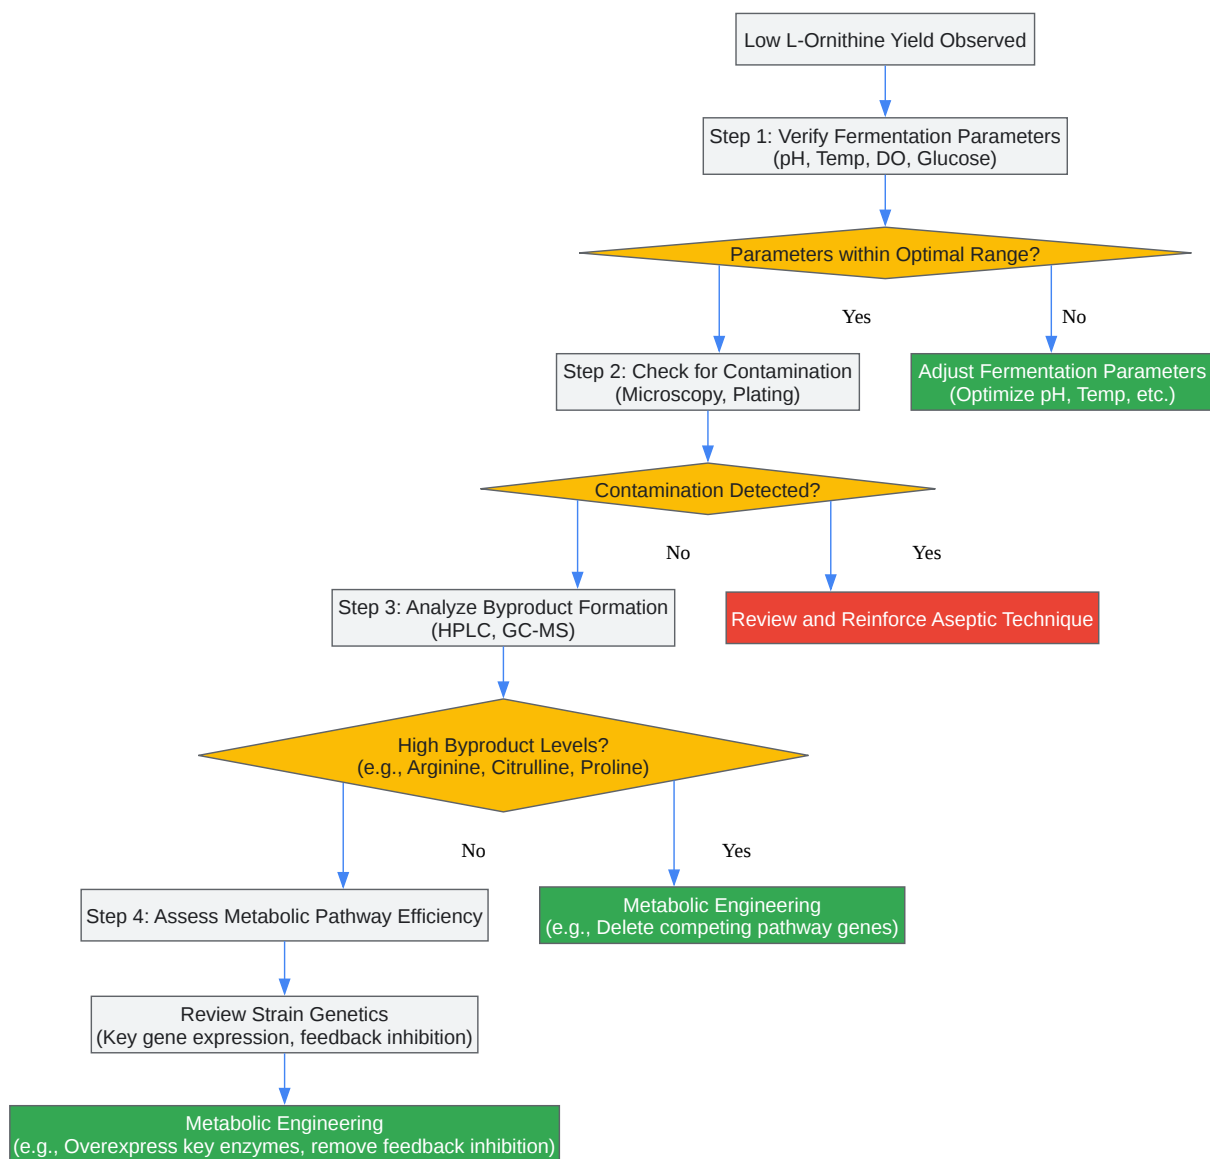 Low L-Ornithine Yield Observed
Step 1: Verify Fermentation Parameters
(pH, Temp, DO, Glucose)
Parameters within Optimal Range?
Yes
No
Step 2: Check for Contamination
(Microscopy, Plating)
Adjust Fermentation Parameters
(Optimize pH, Temp, etc.)
Contamination Detected?
No
Yes
Step 3: Analyze Byproduct Formation
(HPLC, GC-MS)
Review and Reinforce Aseptic Technique
High Byproduct Levels?
(e.g., Arginine, Citrulline, Proline)
No
Yes
Step 4: Assess Metabolic Pathway Efficiency
Metabolic Engineering
(e.g., Delete competing pathway genes)
Review Strain Genetics
(Key gene expression, feedback inhibition)
Metabolic Engineering
(e.g., Overexpress key enzymes, remove feedback inhibition)